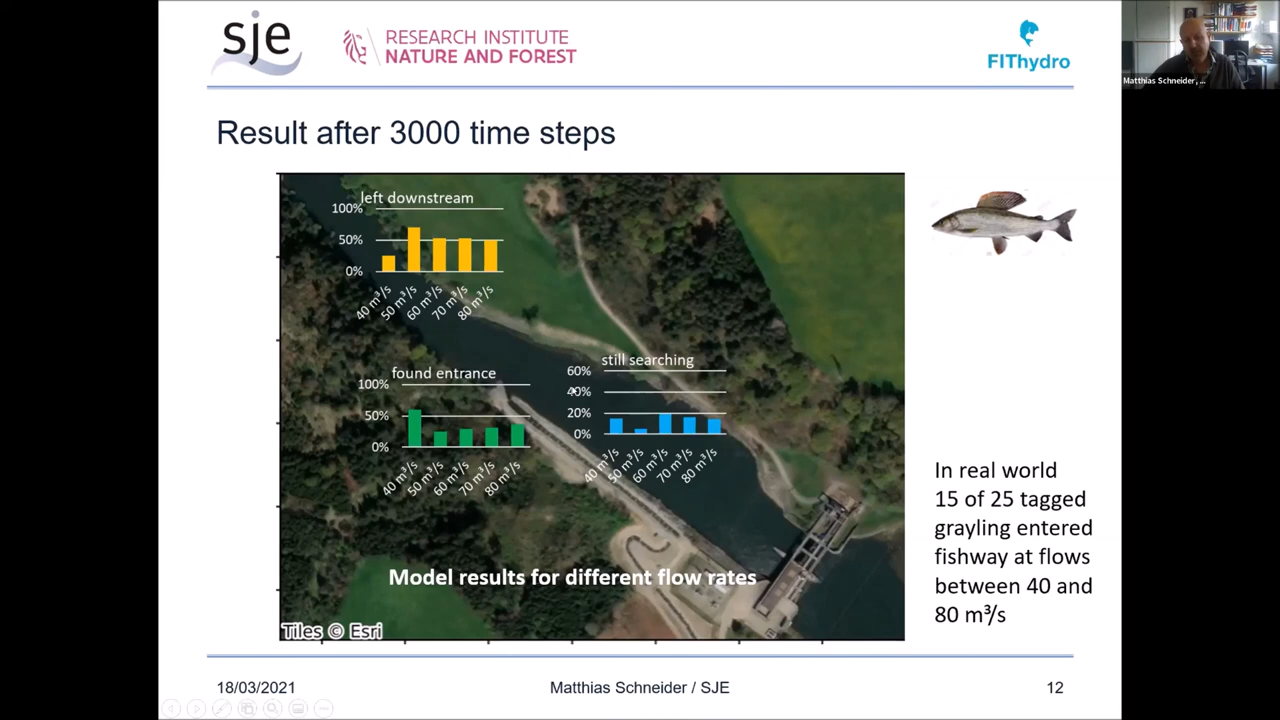 sje
RESEARCH INSTITUTE
NATURE AND FOREST
FIThydro
Matthias Schneider, ...
Result after 3000 time steps
left downstream
100%
50%
0%
40 m³/s
50 m³/s
60 m³/s
70 m³/s
80 m³/s
found entrance
100%
50%
0%
40 m³/s
50 m³/s
60 m³/s
70 m³/s
80 m³/s
still searching
60%
40%
20%
0%
40 m³/s
50 m³/s
60 m³/s
70 m³/s
80 m³/s
In real world
15 of 25 tagged
grayling entered
fishway at flows
between 40 and
80 m³/s
Model results for different flow rates
Tiles © Esri
18/03/2021
Matthias Schneider / SJE
12